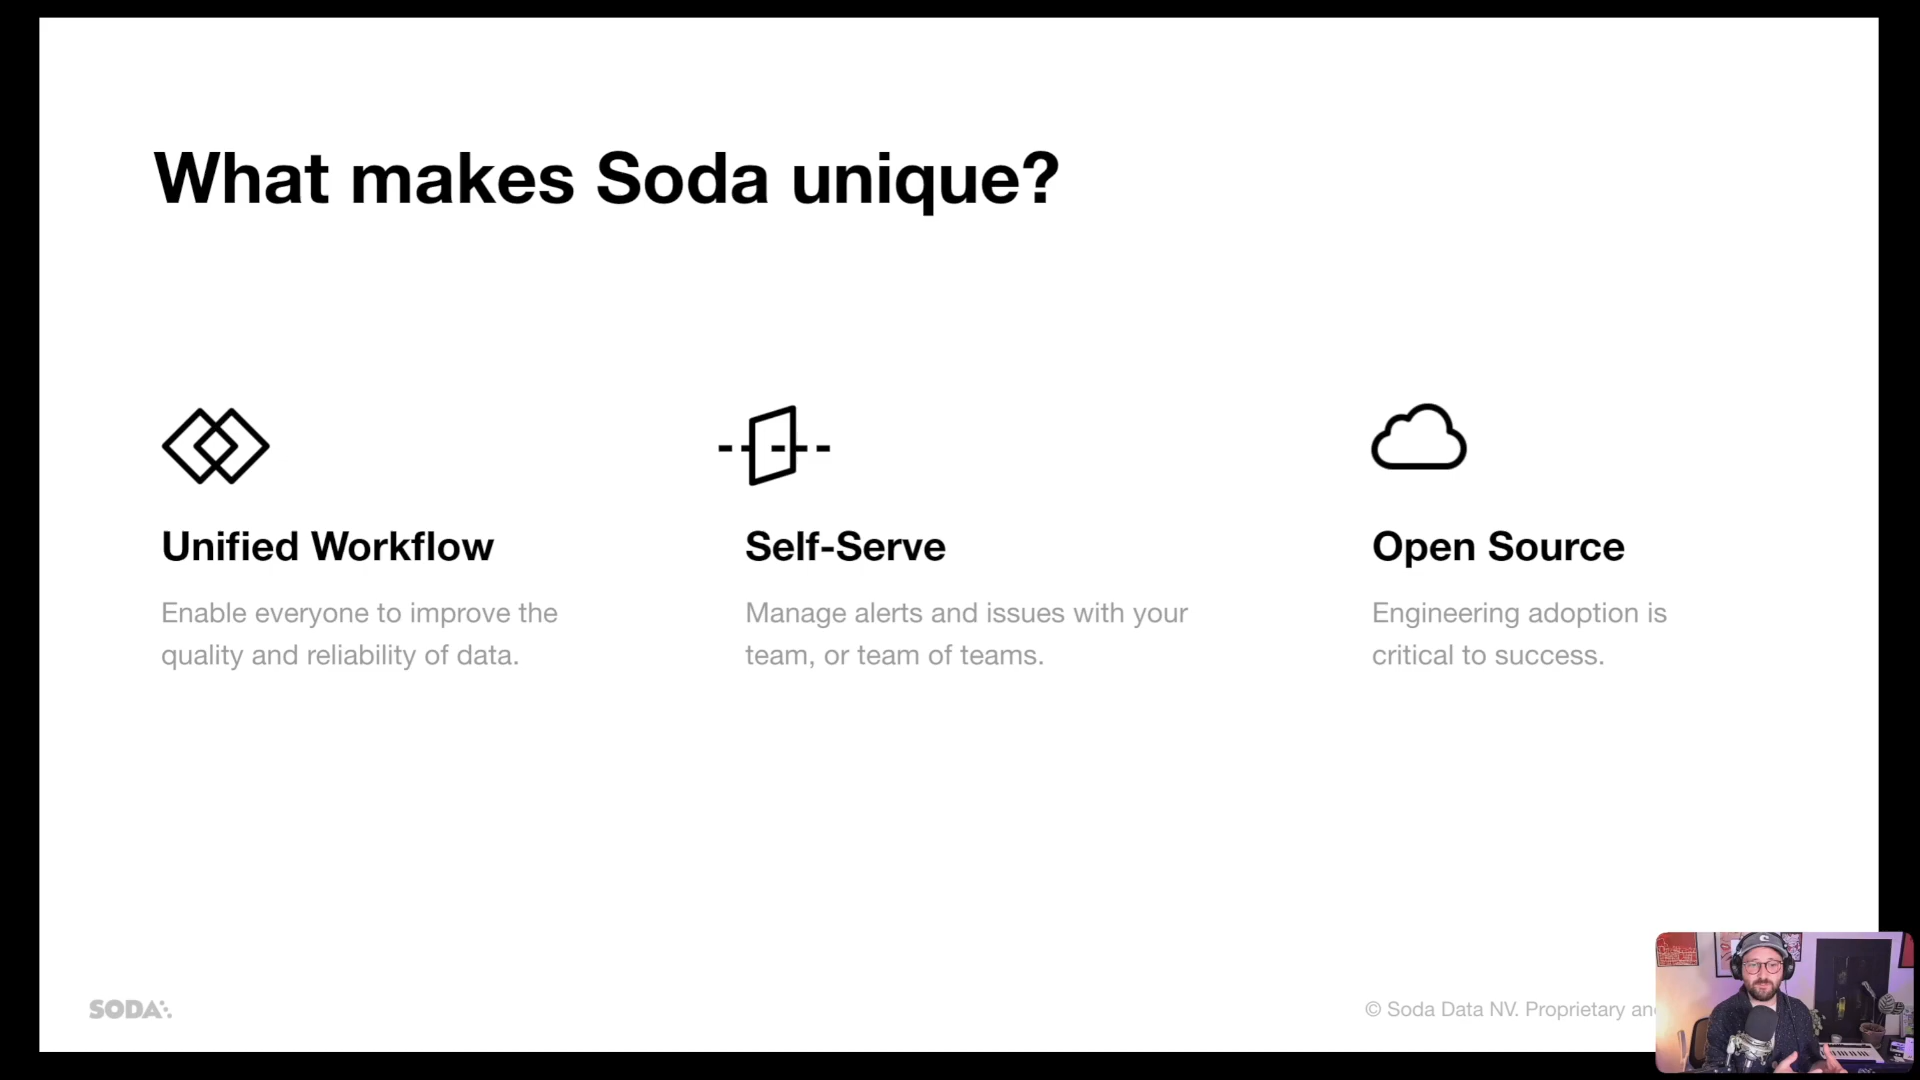 What makes Soda unique?
Unified Workflow
Enable everyone to improve the
quality and reliability of data.
Self-Serve
Manage alerts and issues with your
team, or team of teams.
Open Source
Engineering adoption is
critical to success.
SODA
© Soda Data NV. Proprietary